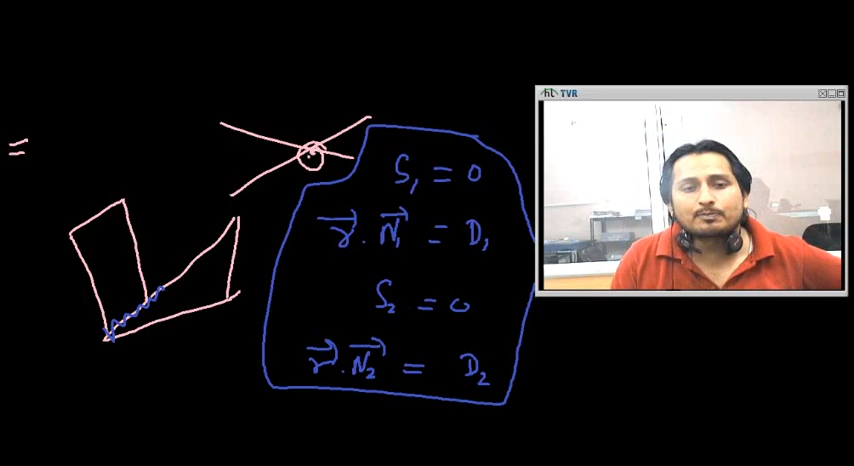 TVR
=
S₁ = 0
r⃗ . N⃗₁ = D₁
S₂ = 0
r⃗ . N⃗₂ = D₂